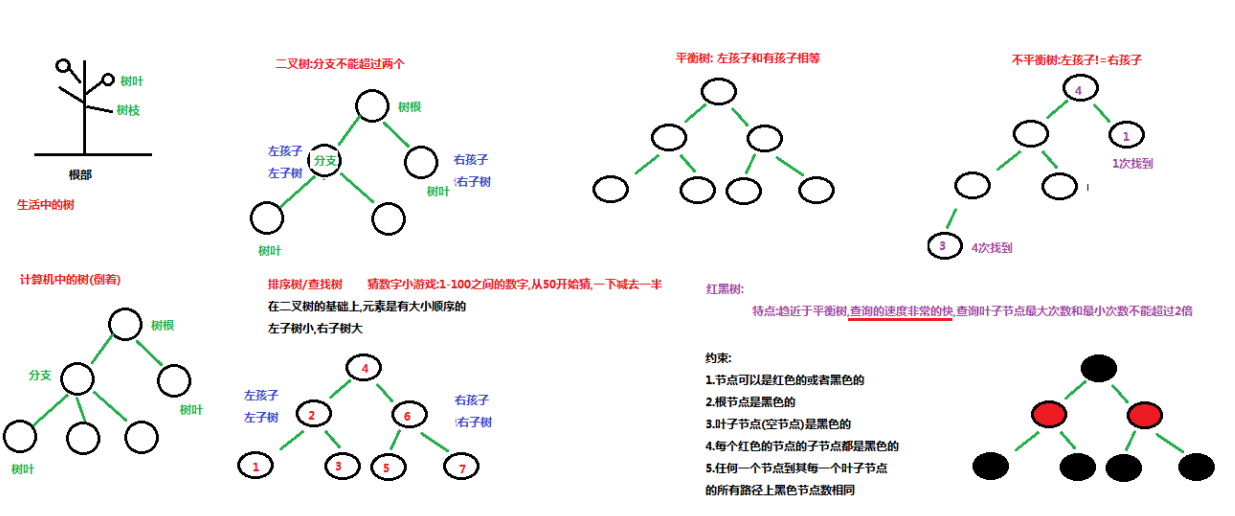 树叶
树枝
根部
生活中的树
二叉树:分支不能超过两个
树根
左孩子
左子树
分支
右孩子
右子树
树叶
树叶
平衡树: 左孩子和有孩子相等
不平衡树:左孩子!=右孩子
4
1
1次找到
3
4次找到
计算机中的树(倒着)
树根
分支
树叶
树叶
排序树/查找树 猜数字小游戏:1-100之间的数字,从50开始猜,一下减去一半
在二叉树的基础上,元素是有大小顺序的
左子树小,右子树大
4
左孩子
左子树
2
6
右孩子
右子树
1
3
5
7
红黑树:
特点:趋近于平衡树,查询的速度非常的快,查询叶子节点最大次数和最小次数不能超过2倍
约束:
1.节点可以是红色的或者黑色的
2.根节点是黑色的
3.叶子节点(空节点)是黑色的
4.每个红色的节点的子节点都是黑色的
5.任何一个节点到其每一个叶子节点
的所有路径上黑色节点数相同